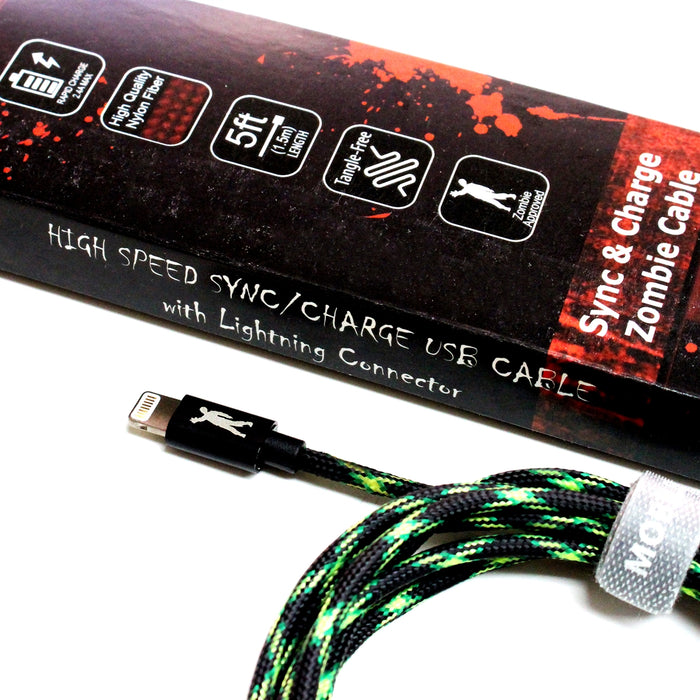 RAPID CHARGE
2.4A MAX
High Quality
Nylon Fiber
5ft
(1.5m)
LENGTH
Tangle-Free
Zombie
Approved
Sync & Charge
Zombie Cable
HIGH SPEED SYNC/CHARGE USB CABLE
with Lightning Connector